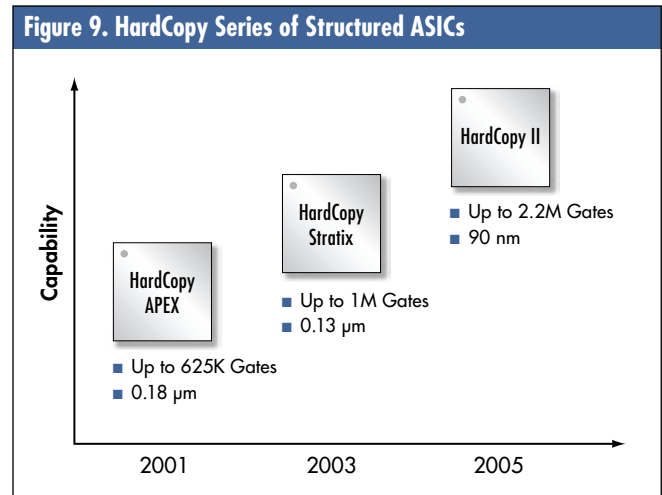 Figure 9. HardCopy Series of Structured ASICs
Capability
HardCopy
APEX
Up to 625K Gates
0.18 µm
HardCopy
Stratix
Up to 1M Gates
0.13 µm
HardCopy II
Up to 2.2M Gates
90 nm
2001
2003
2005